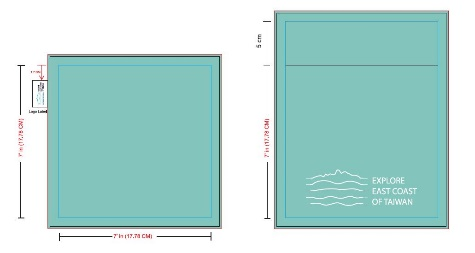 Logo Label
7" in (17.78 CM)
7" in (17.78 CM)
5 cm
7" in (17.78 CM)
EXPLORE
EAST COAST
OF TAIWAN